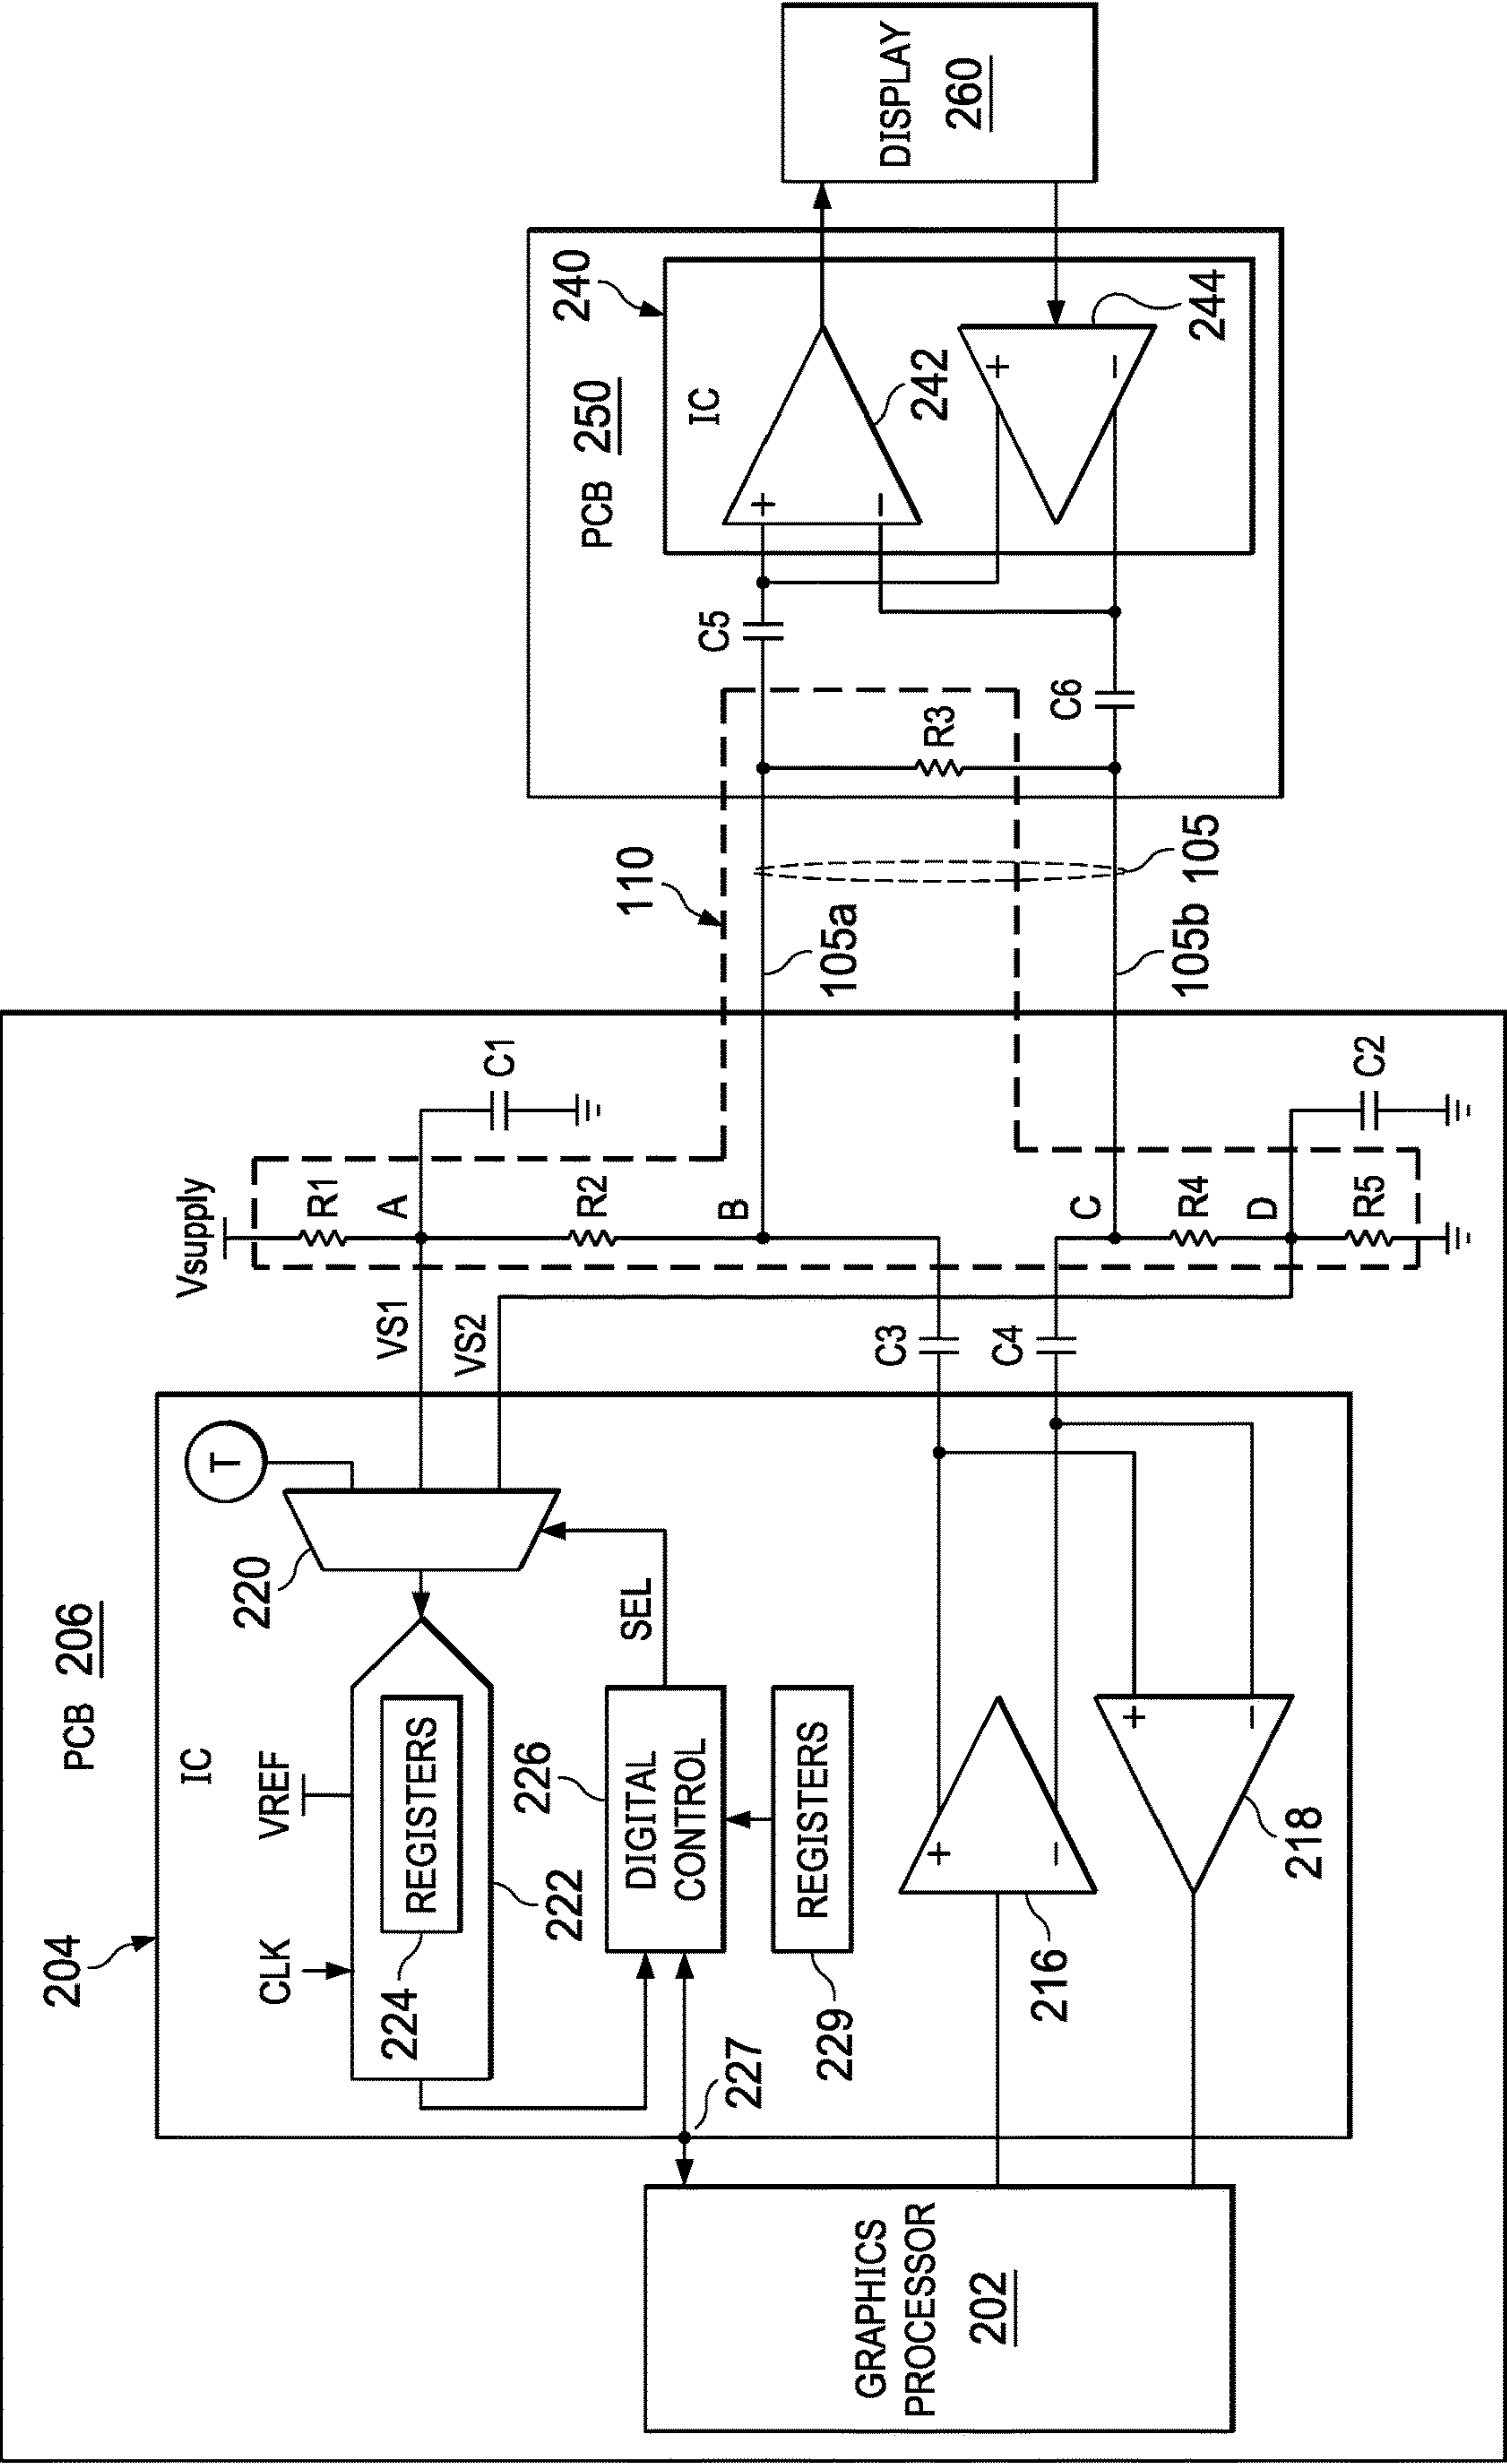 PCB 206
204
IC
CLK
VREF
T
VS1
VS2
Vsupply
R1
A
C1
R2
B
110
105a
105
105b
C
R4
D
R5
C2
C3
C4
220
REGISTERS
224
222
SEL
226
DIGITAL
CONTROL
REGISTERS
229
227
216
+
−
218
+
−
GRAPHICS
PROCESSOR
202
PCB 250
240
IC
R3
C5
C6
+
−
242
+
−
244
DISPLAY
260